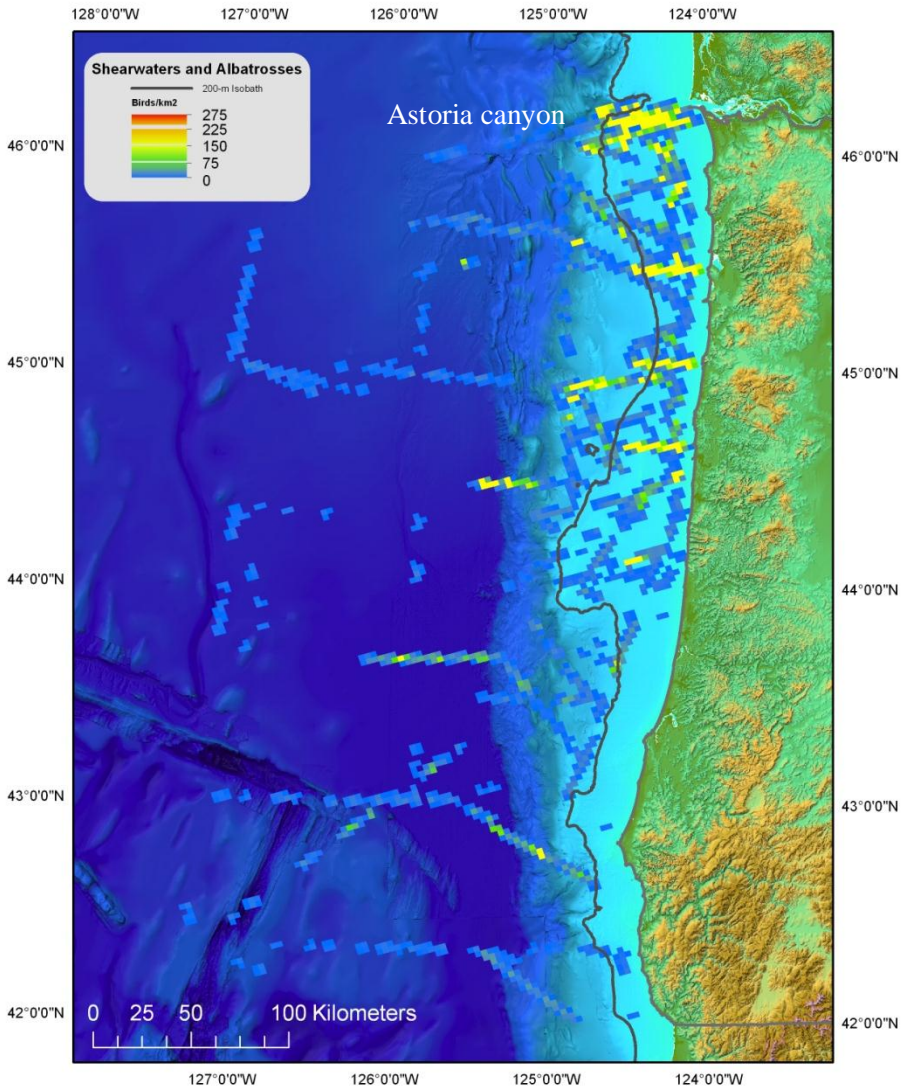 128°0'0"W 127°0'0"W 126°0'0"W 125°0'0"W 124°0'0"W
Shearwaters and Albatrosses
200-m Isobath
Birds/km2
275
225
150
75
0
Astoria canyon
46°0'0"N 46°0'0"N
45°0'0"N 45°0'0"N
44°0'0"N 44°0'0"N
43°0'0"N 43°0'0"N
42°0'0"N 42°0'0"N
0 25 50 100 Kilometers
127°0'0"W 126°0'0"W 125°0'0"W 124°0'0"W